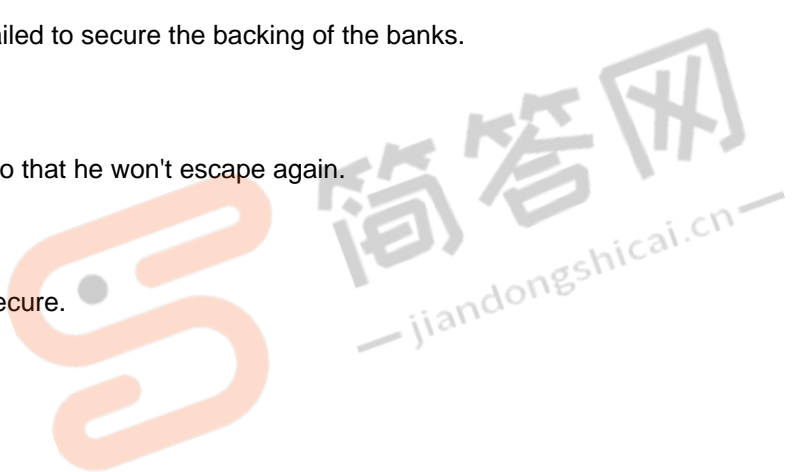 iled to secure the backing of the banks.
简答网
o that he won't escape again.
jiandongshicai.cn
ecure.